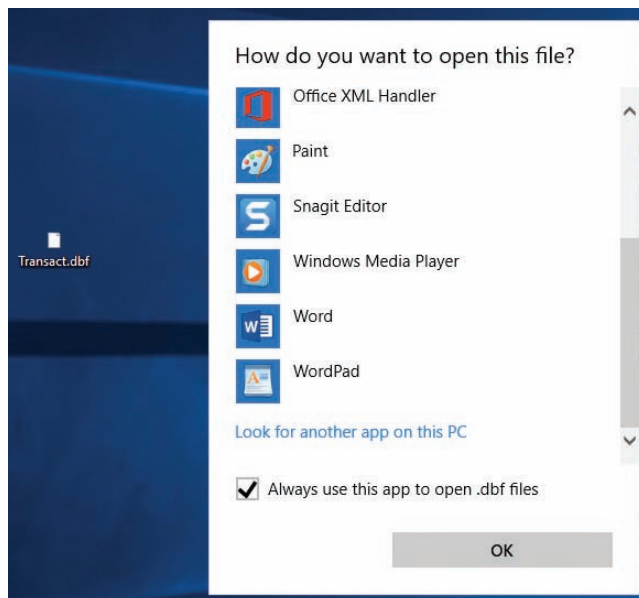 How do you want to open this file?
Office XML Handler
Paint
Snagit Editor
Windows Media Player
Word
WordPad
Transact.dbf
Look for another app on this PC
Always use this app to open .dbf files
OK